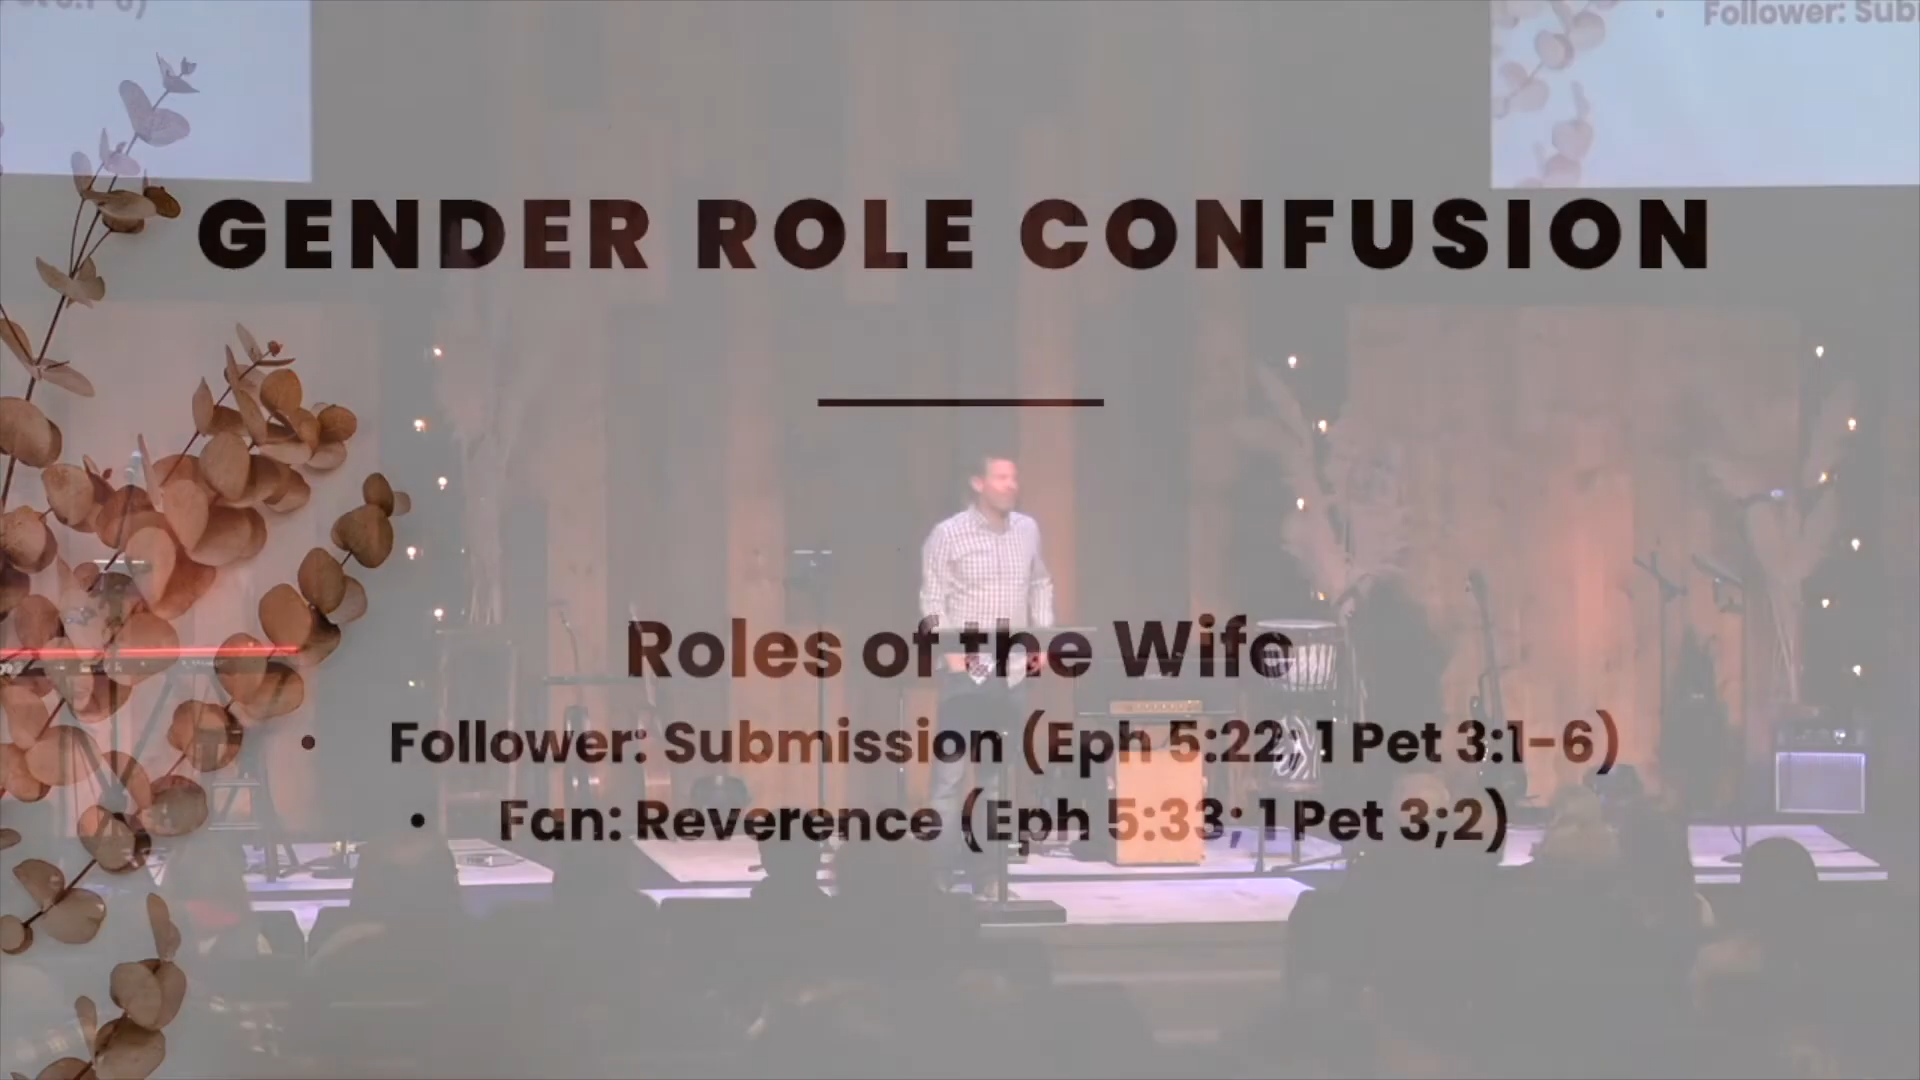 Follower: Sub
GENDER ROLE CONFUSION
Roles of the Wife
• Follower: Submission (Eph 5:22; 1 Pet 3:1-6)
• Fan: Reverence (Eph 5:33; 1 Pet 3;2)